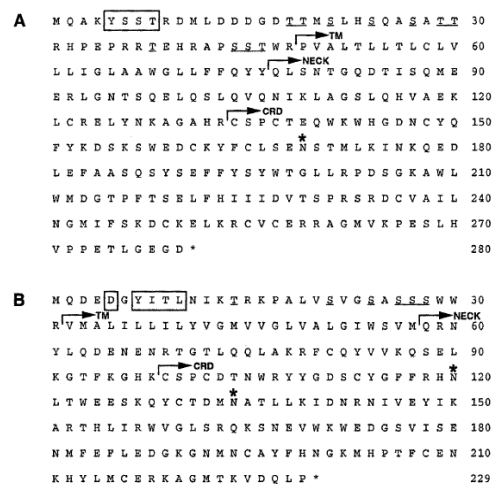 A M Q A K Y S S T R D M L D D D G D T T M S L H S Q A S A T T 30
TM
R H P E P R R T E H R A P S S T W R P V A L T L L T L C L V 60
NECK
L L I G L A A W G L L F F Q Y Y Q L S N T G Q D T I S Q M E 90
E R L G N T S Q E L Q S L Q V Q N I K L A G S L Q H V A E K 120
CRD
L C R E L Y N K A G A H R C S P C T E Q W K W H G D N C Y Q 150
*
F Y K D S K S W E D C K Y F C L S E N S T M L K I N K Q E D 180
L E F A A S Q S Y S E F F Y S Y W T G L L R P D S G K A W L 210
W M D G T P F T S E L F H I I I D V T S P R S R D C V A I L 240
N G M I F S K D C K E L K R C V C E R R A G M V K P E S L H 270
V P P E T L G E G D * 280
B M Q D E D G Y I T L N I K T R K P A L V S V G S A S S S W W 30
TM NECK
R V M A L I L L I L Y V G M V V G L V A L G I W S V M Q R N 60
Y L Q D E N E N R T G T L Q Q L A K R F C Q Y V V K Q S E L 90
CRD
K G T F K G H K C S P C D T N W R Y Y G D S C Y G F F R H N 120
* *
L T W E E S K Q Y C T D M N A T L L K I D N R N I V E Y I K 150
A R T H L I R W V G L S R Q K S N E V W K W E D G S V I S E 180
N M F E F L E D G K G N M N C A Y F H N G K M H P T F C E N 210
K H Y L M C E R K A G M T K V D Q L P * 229